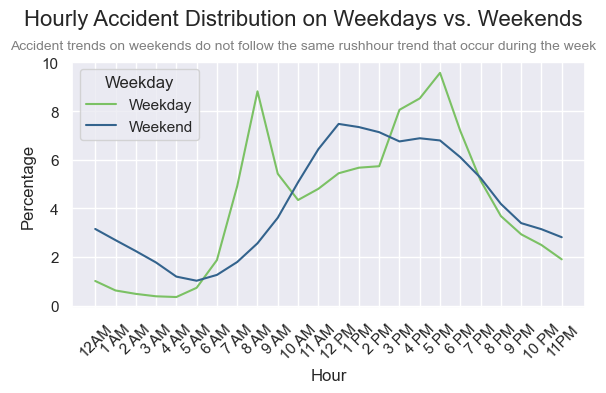 Hourly Accident Distribution on Weekdays vs. Weekends
Accident trends on weekends do not follow the same rushhour trend that occur during the week
10
8
6
4
2
0
Percentage
Weekday
Weekday
Weekend
12AM
1 AM
2 AM
3 AM
4 AM
5 AM
6 AM
7 AM
8 AM
9 AM
10 AM
11 AM
12 PM
1 PM
2 PM
3 PM
4 PM
5 PM
6 PM
7 PM
8 PM
9 PM
10 PM
11PM
Hour